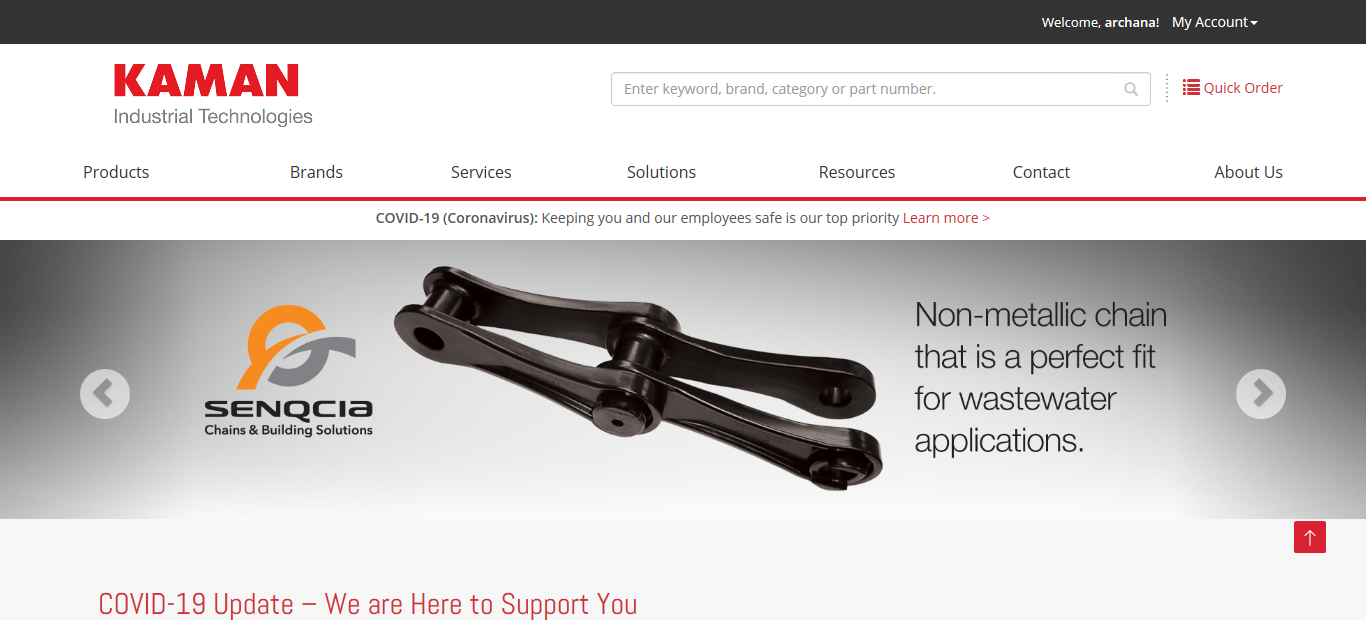 Welcome, archana! My Account
KAMAN
Industrial Technologies
Enter keyword, brand, category or part number.
Quick Order
Products Brands Services Solutions Resources Contact About Us
COVID-19 (Coronavirus): Keeping you and our employees safe is our top priority Learn more >
SENQCIA
Chains & Building Solutions
Non-metallic chain
that is a perfect fit
for wastewater
applications.
COVID-19 Update – We are Here to Support You